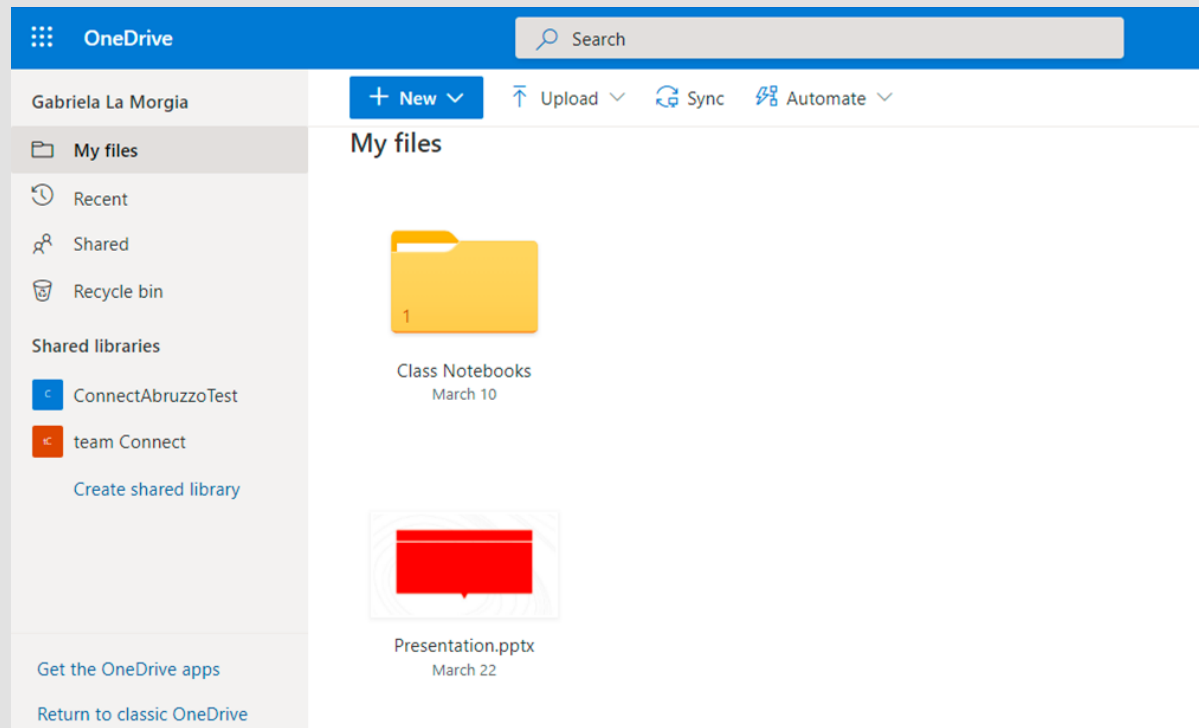 OneDrive
Search
Gabriela La Morgia
My files
Recent
Shared
Recycle bin
Shared libraries
C ConnectAbruzzoTest
tC team Connect
Create shared library
Get the OneDrive apps
Return to classic OneDrive
+ New Upload Sync Automate
My files
1
Class Notebooks
March 10
Presentation.pptx
March 22